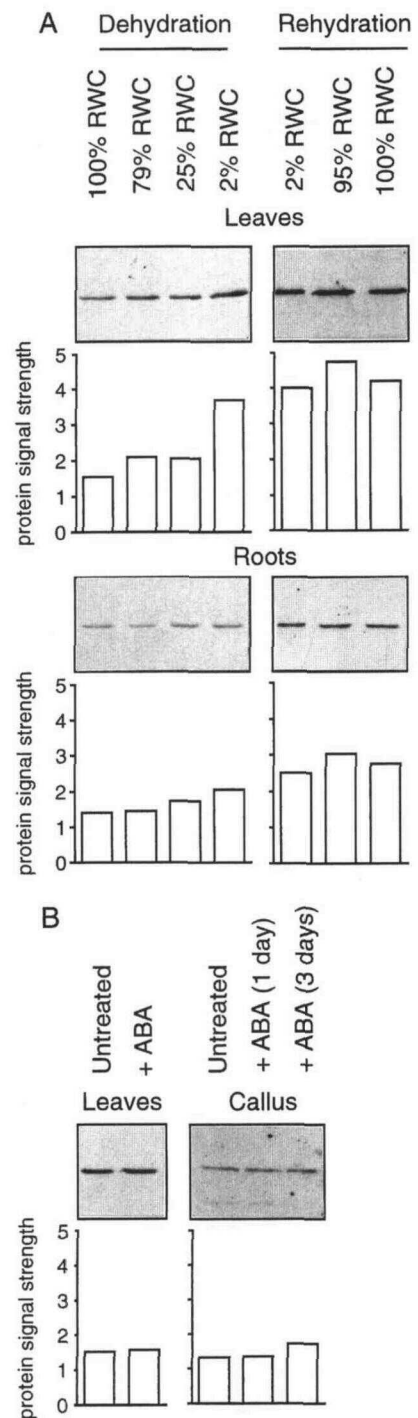 A
Dehydration Rehydration
100% RWC
79% RWC
25% RWC
2% RWC
2% RWC
95% RWC
100% RWC
Leaves
protein signal strength
5
4
3
2
1
0
Roots
protein signal strength
5
4
3
2
1
0
B
Untreated
+ ABA
Untreated
+ ABA (1 day)
+ ABA (3 days)
Leaves Callus
protein signal strength
5
4
3
2
1
0